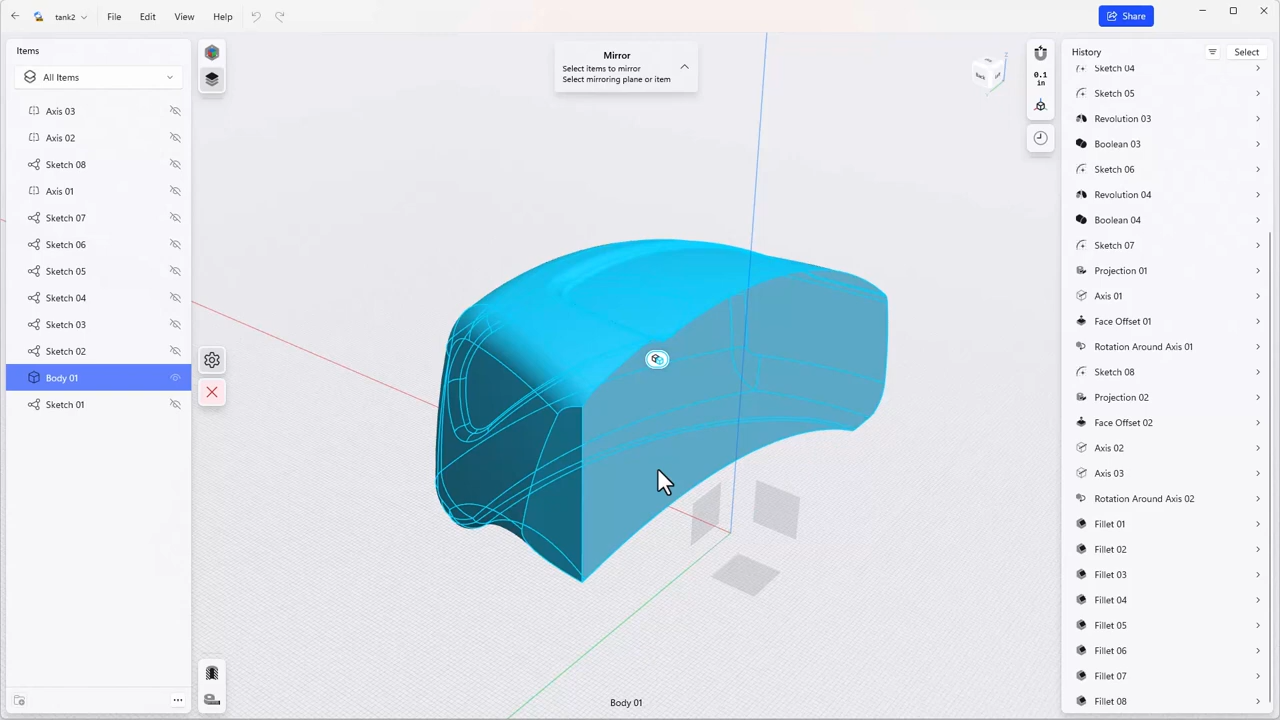 tank2
File
Edit
View
Help
Share
Items
All Items
Axis 03
Axis 02
Sketch 08
Axis 01
Sketch 07
Sketch 06
Sketch 05
Sketch 04
Sketch 03
Sketch 02
Body 01
Sketch 01
Mirror
Select items to mirror
Select mirroring plane or item
Back
0.1
in
Body 01
History
Select
Sketch 04
Sketch 05
Revolution 03
Boolean 03
Sketch 06
Revolution 04
Boolean 04
Sketch 07
Projection 01
Axis 01
Face Offset 01
Rotation Around Axis 01
Sketch 08
Projection 02
Face Offset 02
Axis 02
Axis 03
Rotation Around Axis 02
Fillet 01
Fillet 02
Fillet 03
Fillet 04
Fillet 05
Fillet 06
Fillet 07
Fillet 08